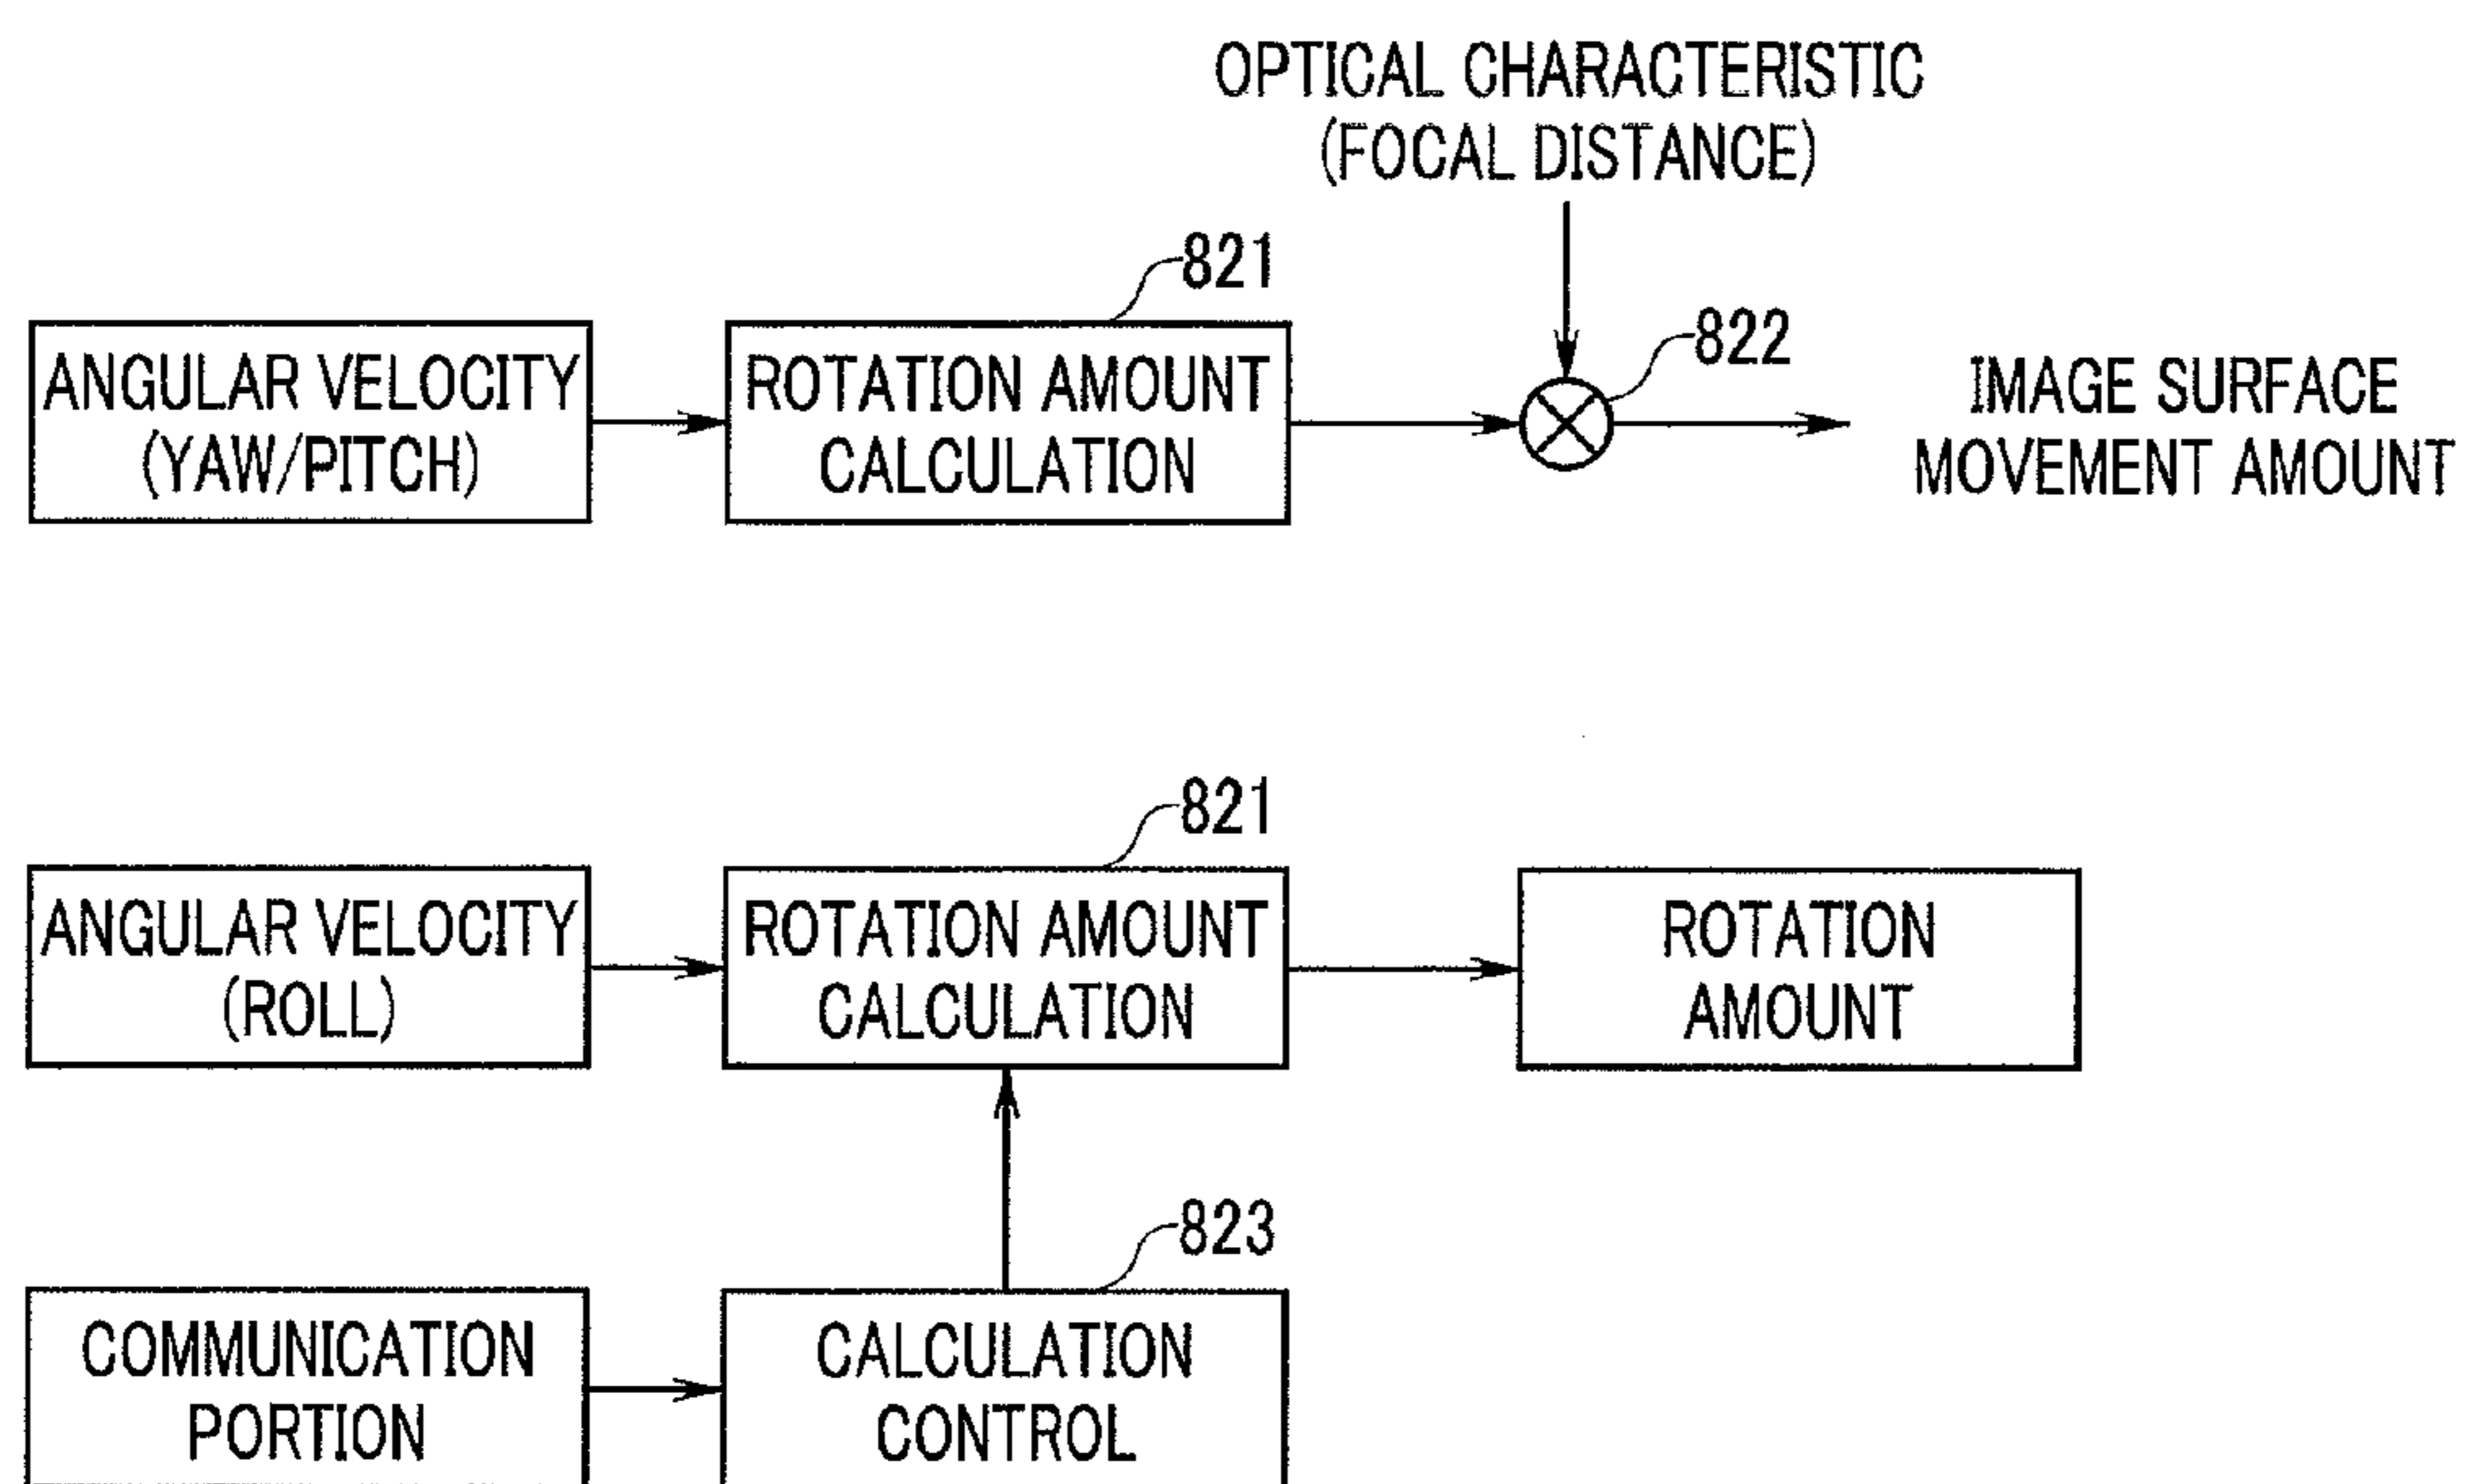 OPTICAL CHARACTERISTIC
(FOCAL DISTANCE)
821
822
ANGULAR VELOCITY
(YAW/PITCH)
ROTATION AMOUNT
CALCULATION
IMAGE SURFACE
MOVEMENT AMOUNT
821
ANGULAR VELOCITY
(ROLL)
ROTATION AMOUNT
CALCULATION
ROTATION
AMOUNT
823
COMMUNICATION
PORTION
CALCULATION
CONTROL